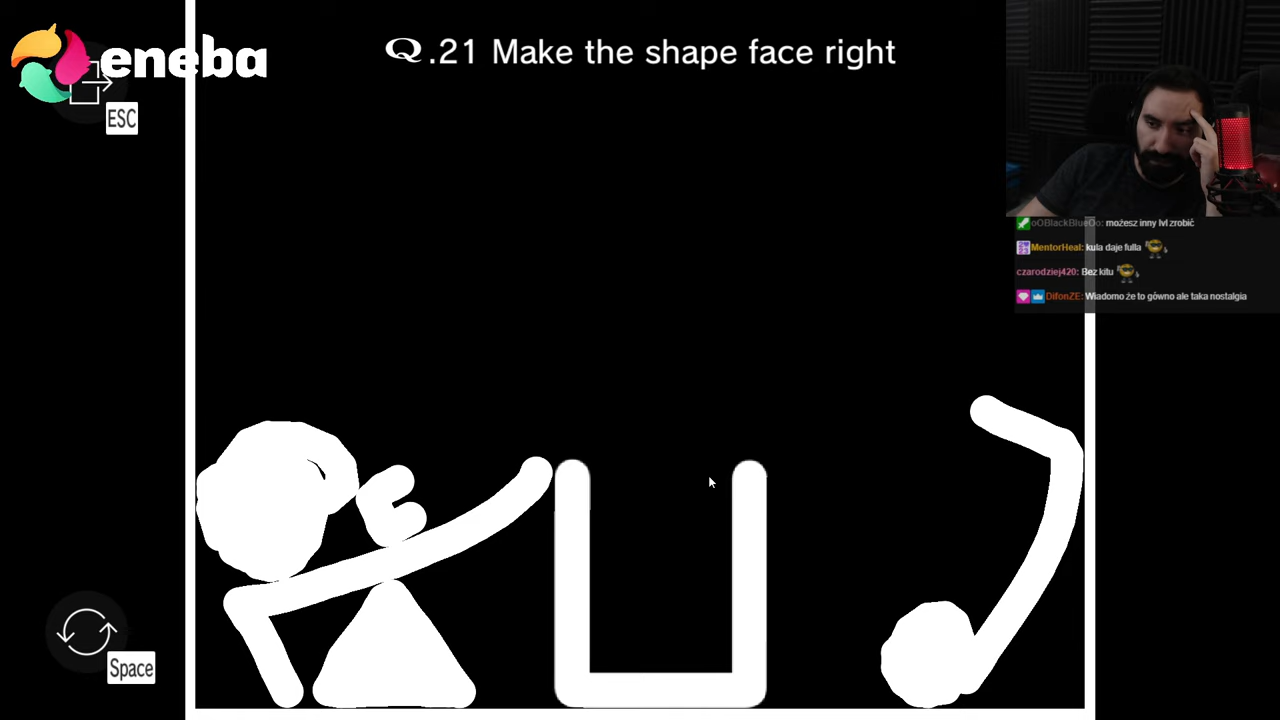 eneba
ESC
Q.21 Make the shape face right
oOBlackBlueOo: możesz inny lvl zrobić
MentorHeal: kula daje fulla
czarodziej420: Bez kitu
DifonZE: Wiadomo że to gówno ale taka nostalgia
Space